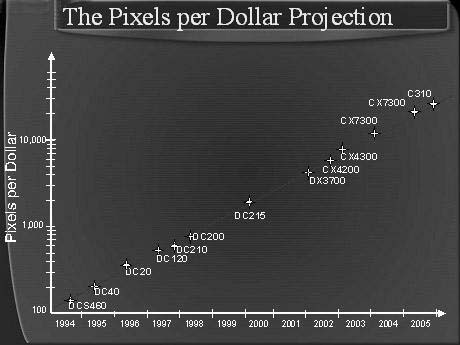 The Pixels per Dollar Projection
C310
CX7300
CX7300
10,000
CX4300
CX4200
DX3700
Pixels per Dollar
DC215
1,000
DC200
DC210
DC120
DC20
DC40
DCS460
100
1994 1995 1996 1997 1998 1999 2000 2001 2002 2003 2004 2005